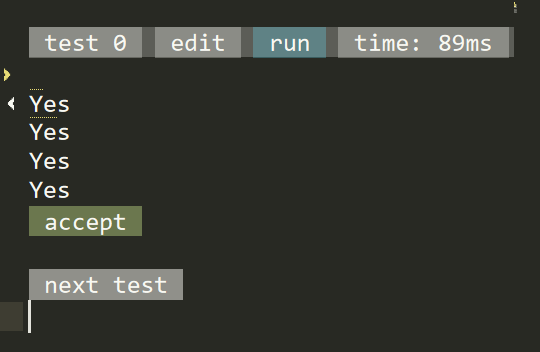 test 0 edit run time: 89ms
Yes
Yes
Yes
Yes
accept
next test